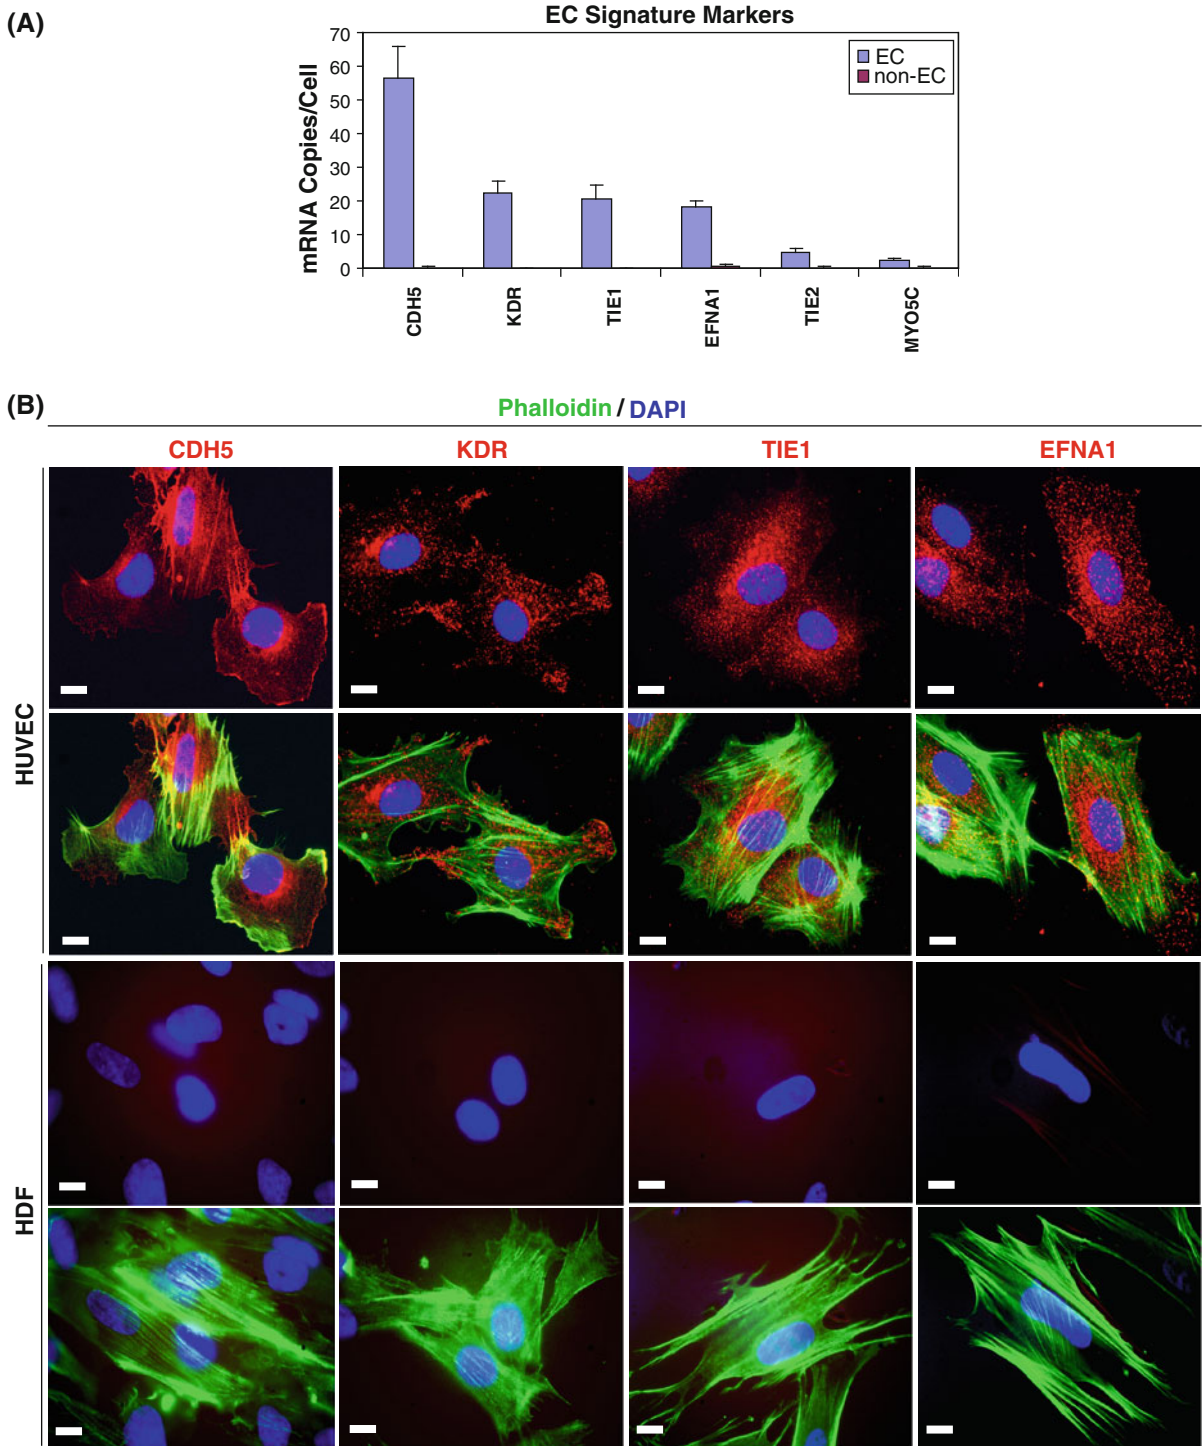 (A)
EC Signature Markers
mRNA Copies/Cell
70
60
50
40
30
20
10
0
EC
non-EC
CDH5
KDR
TIE1
EFNA1
TIE2
MYO5C
(B)
Phalloidin / DAPI
CDH5 KDR TIE1 EFNA1
HUVEC
HDF